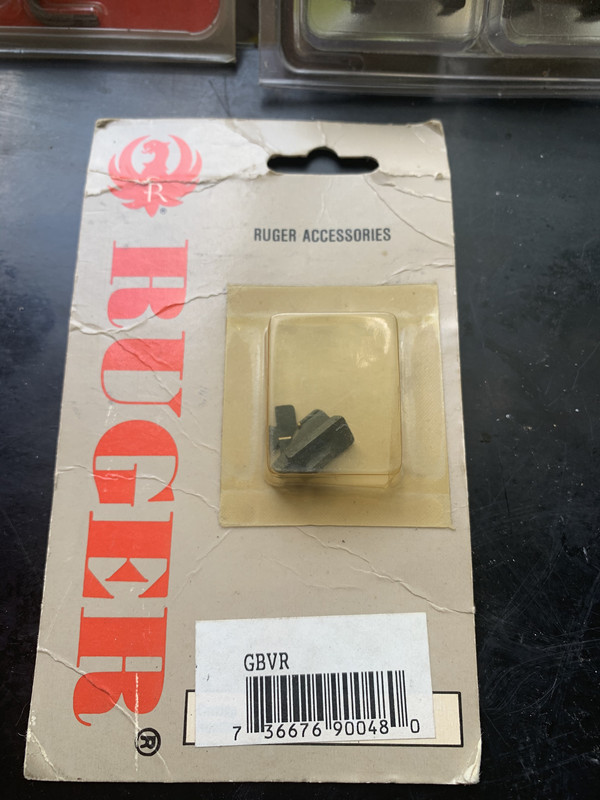 R
RUGER®
RUGER ACCESSORIES
GBVR
7 36676 90048 0